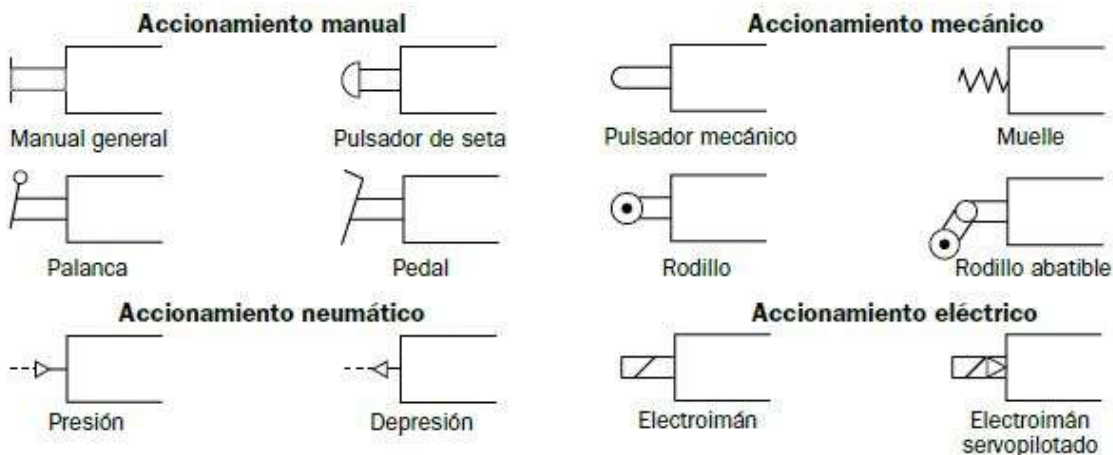 Accionamiento manual
Accionamiento mecánico
Manual general
Pulsador de seta
Pulsador mecánico
Muelle
Palanca
Pedal
Rodillo
Rodillo abatible
Accionamiento neumático
Accionamiento eléctrico
Presión
Depresión
Electroimán
Electroimán
servopilotado